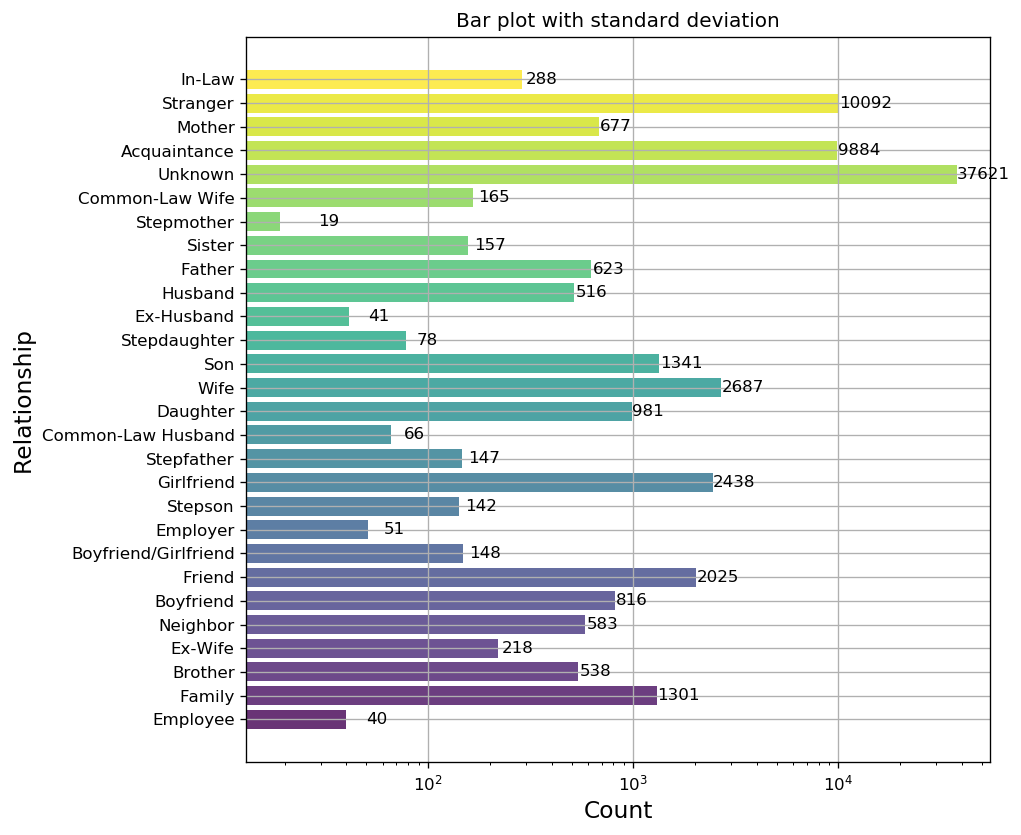 Bar plot with standard deviation
In-Law 288
Stranger 10092
Mother 677
Acquaintance 9884
Unknown 37621
Common-Law Wife 165
Stepmother 19
Sister 157
Father 623
Husband 516
Ex-Husband 41
Stepdaughter 78
Son 1341
Wife 2687
Daughter 981
Common-Law Husband 66
Stepfather 147
Girlfriend 2438
Stepson 142
Employer 51
Boyfriend/Girlfriend 148
Friend 2025
Boyfriend 816
Neighbor 583
Ex-Wife 218
Brother 538
Family 1301
Employee 40
Relationship
10² 10³ 10⁴
Count